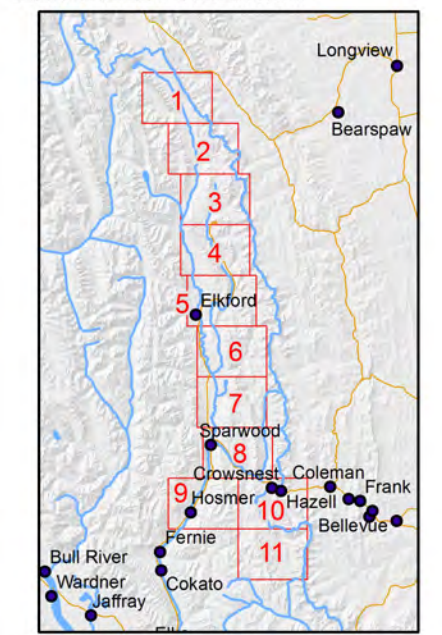 Longview
1
Bearspaw
2
3
4
5 Elkford
6
7
Sparwood
8
Crowsnest Coleman
9 Hosmer 10 Hazell Frank
Bellevue
Fernie 11
Bull River
Cokato
Wardner
Jaffray